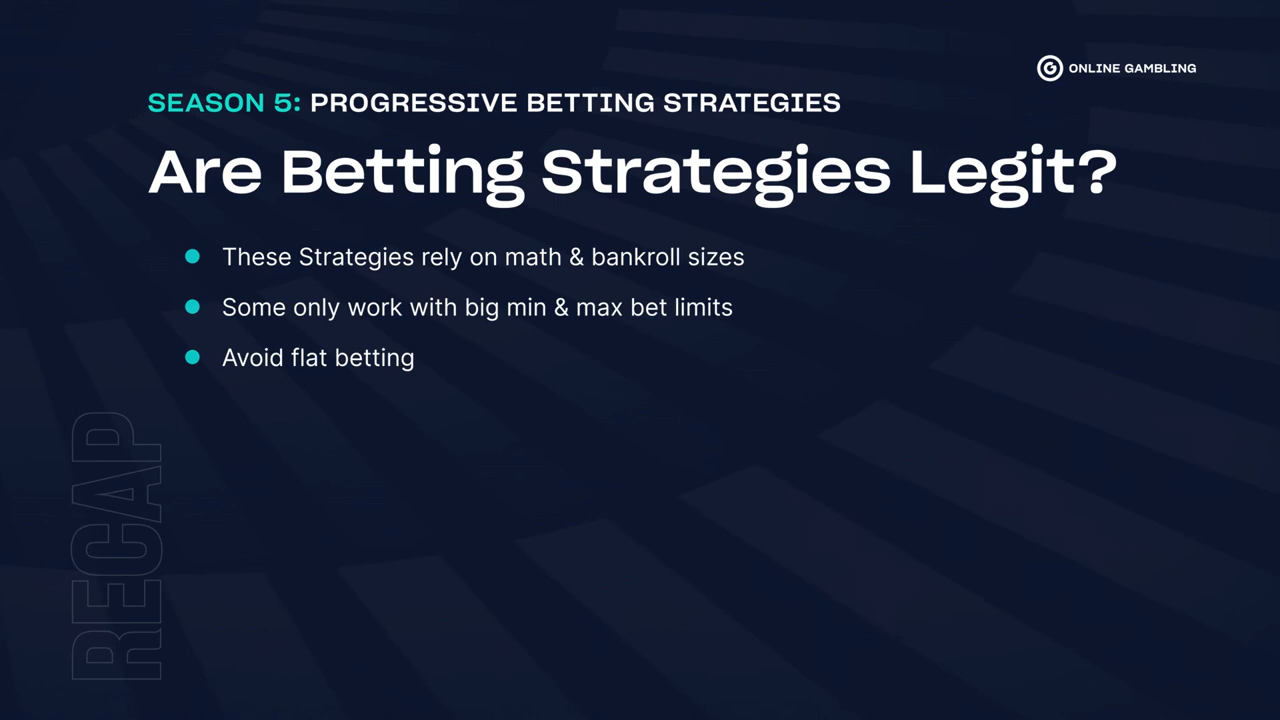 ONLINE GAMBLING
SEASON 5: PROGRESSIVE BETTING STRATEGIES
Are Betting Strategies Legit?
These Strategies rely on math & bankroll sizes
Some only work with big min & max bet limits
Avoid flat betting
RECAP